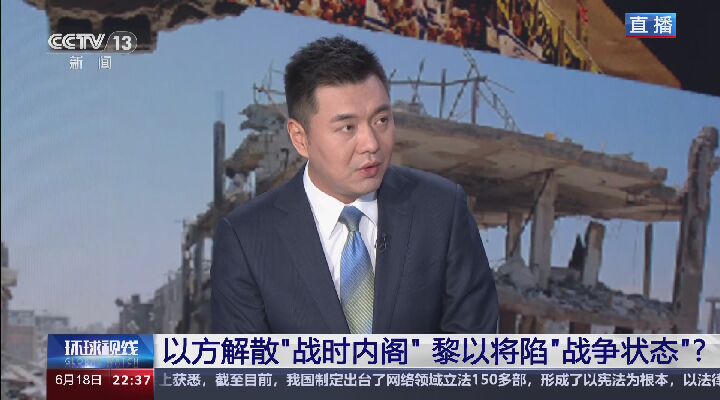 CCTV 13
新闻
直播
环球视线
以方解散"战时内阁" 黎以将陷"战争状态"?
6月18日 22:37
上获悉，截至目前，我国制定出台了网络领域立法150多部，形成了以宪法为根本，以法律